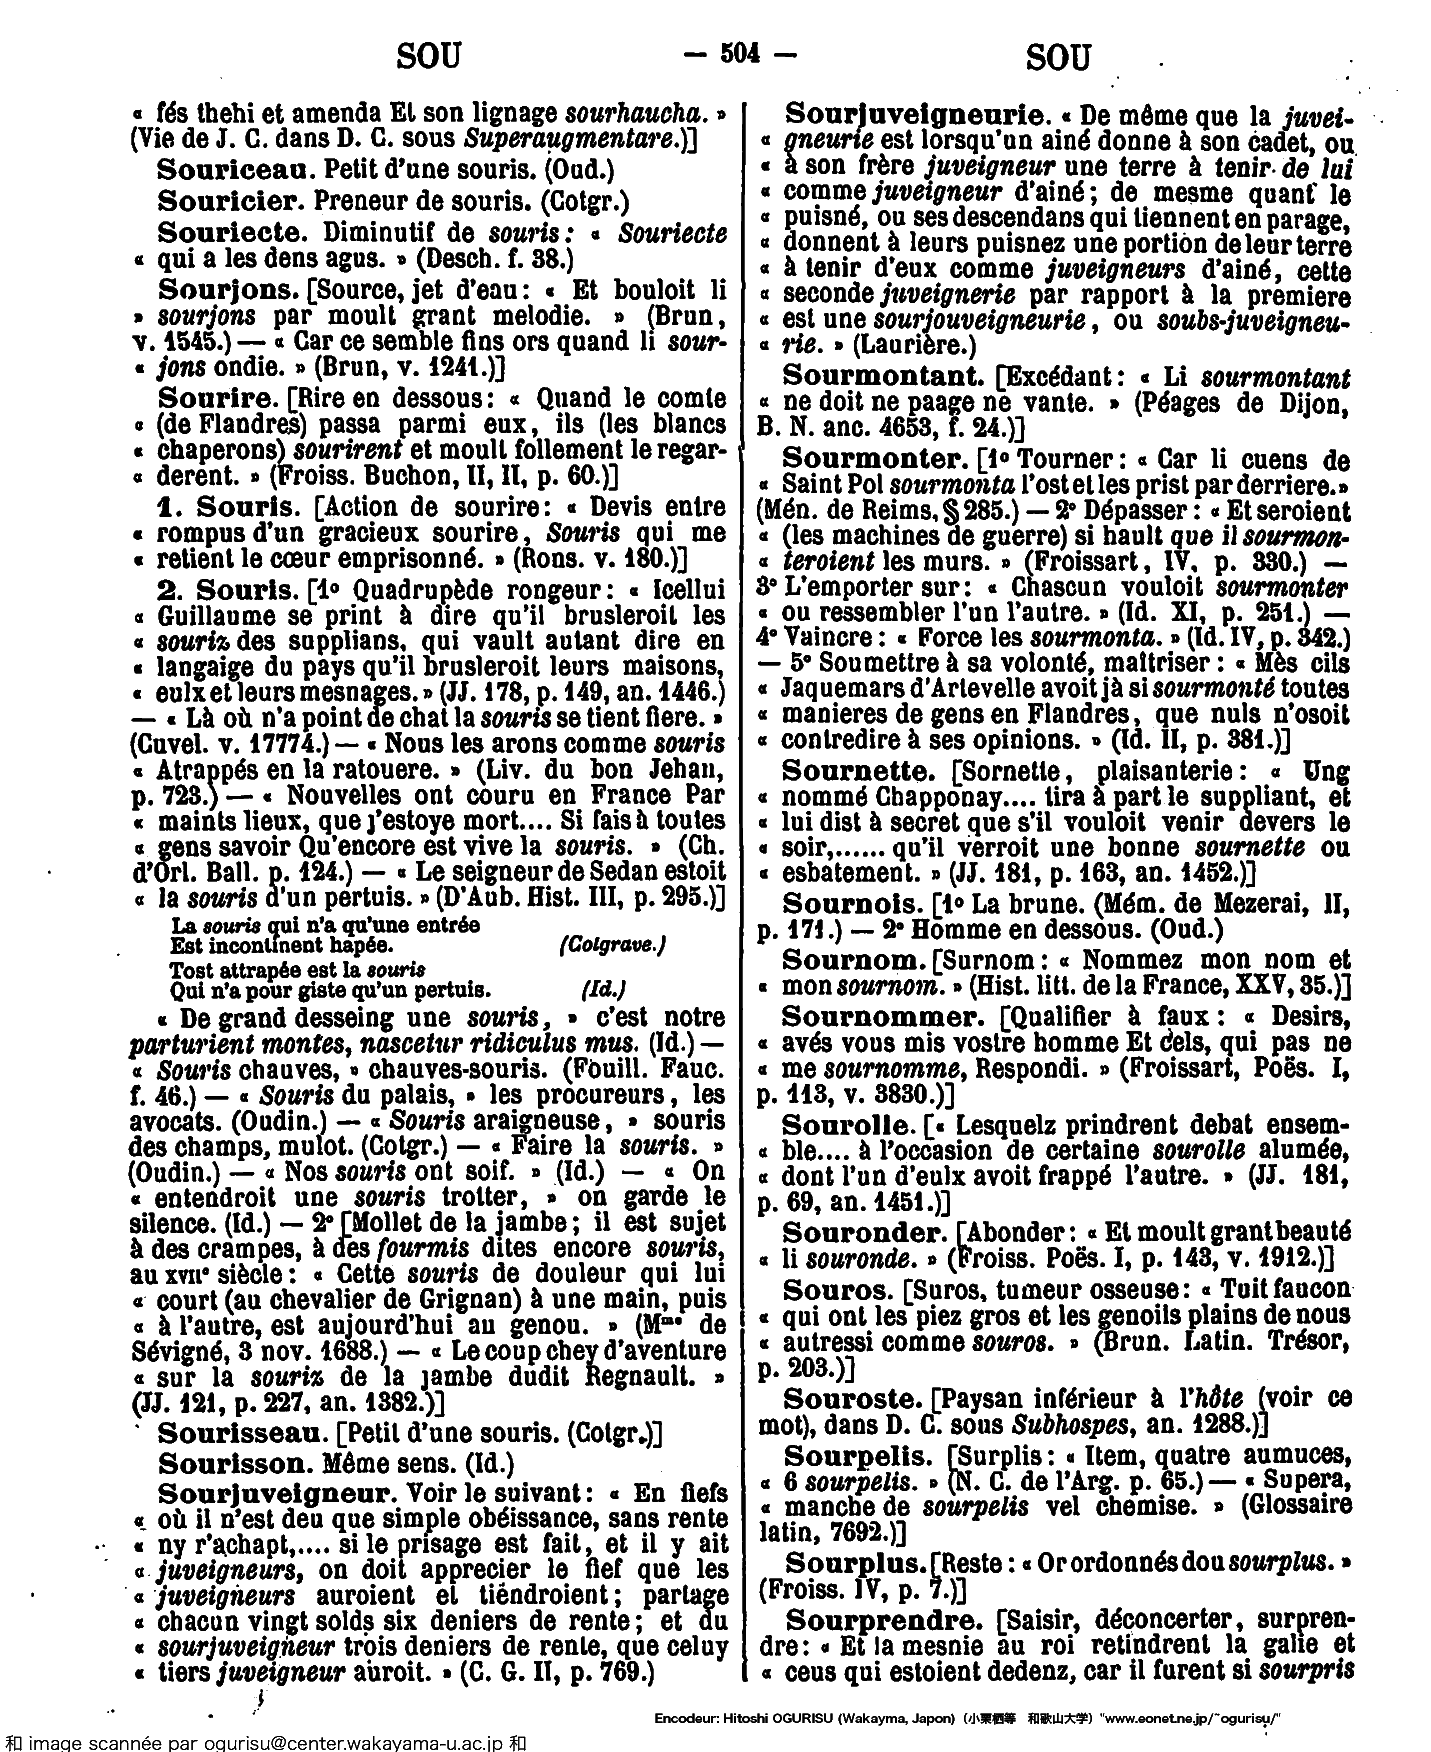 SOU
— 504 —
SOU
« fés thehi et amenda Et son lignage sourhaucha. »
(Vie de J. C. dans D. C. sous Superaugmentare.)]
Souriceau. Petit d'une souris. (Oud.)
Souricier. Preneur de souris. (Cotgr.)
Souriecte. Diminutif de souris : « Souriecte
« qui a les dens agus. » (Desch. f. 38.)
Sourjons. [Source, jet d'eau : « Et bouloit li
» sourjons par moult grant melodie. » (Brun,
v. 1545.) — « Car ce semble fins ors quand li sour-
« jons ondie. » (Brun, v. 1241.)]
Sourire. [Rire en dessous : « Quand le comte
« (de Flandres) passa parmi eux, ils (les blancs
« chaperons) sourirent et moult follement le regar-
« derent. » (Froiss. Buchon, II, II, p. 60.)]
1. Souris. [Action de sourire : « Devis entre
« rompus d'un gracieux sourire, Souris qui me
« retient le cœur emprisonné. » (Rons. v. 180.)]
2. Souris. [1º Quadrupède rongeur : « Icellui
« Guillaume se print à dire qu'il brusleroit les
« souriz des supplians, qui vault autant dire en
« langaige du pays qu'il brusleroit leurs maisons,
« eulx et leurs mesnages. » (JJ. 178, p. 149, an. 1446.)
— « Là où n'a point de chat la souris se tient fiere. »
(Cuvel. v. 17774.) — « Nous les arons comme souris
« Atrappés en la ratouere. » (Liv. du bon Jehan,
p. 723.) — « Nouvelles ont couru en France Par
« maints lieux, que j'estoye mort.... Si fais à toutes
« gens savoir Qu'encore est vive la souris. » (Ch.
d'Orl. Ball. p. 124.) — « Le seigneur de Sedan estoit
« la souris d'un pertuis. » (D'Aub. Hist. III, p. 295.)]
La souris qui n'a qu'une entrée
Est incontinent hapée. (Cotgrave.)
Tost attrapée est la souris
Qui n'a pour giste qu'un pertuis. (Id.)
« De grand desseing une souris, » c'est notre
parturient montes, nascetur ridiculus mus. (Id.) —
« Souris chauves, » chauves-souris. (Fouill. Fauc.
f. 46.) — « Souris du palais, » les procureurs, les
avocats. (Oudin.) — « Souris araigneuse, » souris
des champs, mulot. (Cotgr.) — « Faire la souris. »
(Oudin.) — « Nos souris ont soif. » (Id.) — « On
« entendroit une souris trotter, » on garde le
silence. (Id.) — 2º [Mollet de la jambe ; il est sujet
à des crampes, à des fourmis dites encore souris,
au XVIIe siècle : « Cette souris de douleur qui lui
« court (au chevalier de Grignan) à une main, puis
« à l'autre, est aujourd'hui au genou. » (Mme de
Sévigné, 3 nov. 1688.) — « Le coup chey d'aventure
« sur la souriz de la jambe dudit Regnault. »
(JJ. 121, p. 227, an. 1382.)]
Sourisseau. [Petit d'une souris. (Cotgr.)]
Sourisson. Même sens. (Id.)
Sourjuveigneur. Voir le suivant : « En fiefs
« où il n'est deu que simple obéissance, sans rente
« ny r'achapt,.... si le prisage est fait, et il y ait
« juveigneurs, on doit apprecier le fief que les
« juveigneurs auroient et tiendroient ; partage
« chacun vingt solds six deniers de rente ; et du
« sourjuveigneur trois deniers de rente, que celuy
« tiers juveigneur auroit. » (C. G. II, p. 769.)
Sourjuveigneurie. « De même que la juvei-
« gneurie est lorsqu'un ainé donne à son cadet, ou
« à son frère juveigneur une terre à tenir de lui
« comme juveigneur d'ainé ; de mesme quant le
« puisné, ou ses descendans qui tiennent en parage,
« donnent à leurs puisnez une portion de leur terre
« à tenir d'eux comme juveigneurs d'ainé, cette
« seconde juveignerie par rapport à la premiere
« est une sourjouveigneurie, ou soubs-juveigneu-
« rie. » (Laurière.)
Sourmontant. [Excédant : « Li sourmontant
« ne doit ne paage ne vante. » (Péages de Dijon,
B. N. anc. 4653, f. 24.)]
Sourmonter. [1º Tourner : « Car li cuens de
« Saint Pol sourmonta l'ost et les prist par derriere. »
(Mén. de Reims, § 285.) — 2º Dépasser : « Et seroient
« (les machines de guerre) si hault que il sourmon-
« teroient les murs. » (Froissart, IV, p. 330.) —
3º L'emporter sur : « Chascun vouloit sourmonter
« ou ressembler l'un l'autre. » (Id. XI, p. 251.) —
4º Vaincre : « Force les sourmonta. » (Id. IV, p. 342.)
— 5º Soumettre à sa volonté, maîtriser : « Mès cils
« Jaquemars d'Artevelle avoit jà si sourmonté toutes
« manieres de gens en Flandres, que nuls n'osoit
« contredire à ses opinions. » (Id. II, p. 381.)]
Sournette. [Sornette, plaisanterie : « Ung
« nommé Chapponay.... tira à part le suppliant, et
« lui dist à secret que s'il vouloit venir devers le
« soir,...... qu'il verroit une bonne sournette ou
« esbatement. » (JJ. 181, p. 163, an. 1452.)]
Sournois. [1º La brune. (Mém. de Mezerai, II,
p. 171.) — 2º Homme en dessous. (Oud.)
Sournom. [Surnom : « Nommez mon nom et
« mon sournom. » (Hist. litt. de la France, XXV, 35.)]
Sournommer. [Qualifier à faux : « Desirs,
« avés vous mis vostre homme Et dels, qui pas ne
« me sournomme, Respondi. » (Froissart, Poës. I,
p. 113, v. 3830.)]
Sourolle. [« Lesquelz prindrent debat ensem-
« ble.... à l'occasion de certaine sourolle alumée,
« dont l'un d'eulx avoit frappé l'autre. » (JJ. 181,
p. 69, an. 1451.)]
Souronder. [Abonder : « Et moult grant beauté
« li souronde. » (Froiss. Poës. I, p. 143, v. 1912.)]
Souros. [Suros, tumeur osseuse : « Tuit faucon
« qui ont les piez gros et les genoils plains de nous
« autressi comme souros. » (Brun. Latin. Trésor,
p. 203.)]
Souroste. [Paysan inférieur à l'hôte (voir ce
mot), dans D. C. sous Subhospes, an. 1288.)]
Sourpelis. [Surplis : « Item, quatre aumuces,
« 6 sourpelis. » (N. C. de l'Arg. p. 65.) — « Supera,
« manche de sourpelis vel chemise. » (Glossaire
latin, 7692.)]
Sourplus. [Reste : « Or ordonnés dou sourplus. »
(Froiss. IV, p. 7.)]
Sourprendre. [Saisir, déconcerter, surpren-
dre : « Et la mesnie au roi retindrent la galie et
« ceus qui estoient dedenz, car il furent si sourpris
Encodeur: Hitoshi OGURISU (Wakayma, Japon) (小栗栖等 和歌山大学) "www.eonet.ne.jp/~ogurisu/"
和 image scannée par ogurisu@center.wakayama-u.ac.jp 和